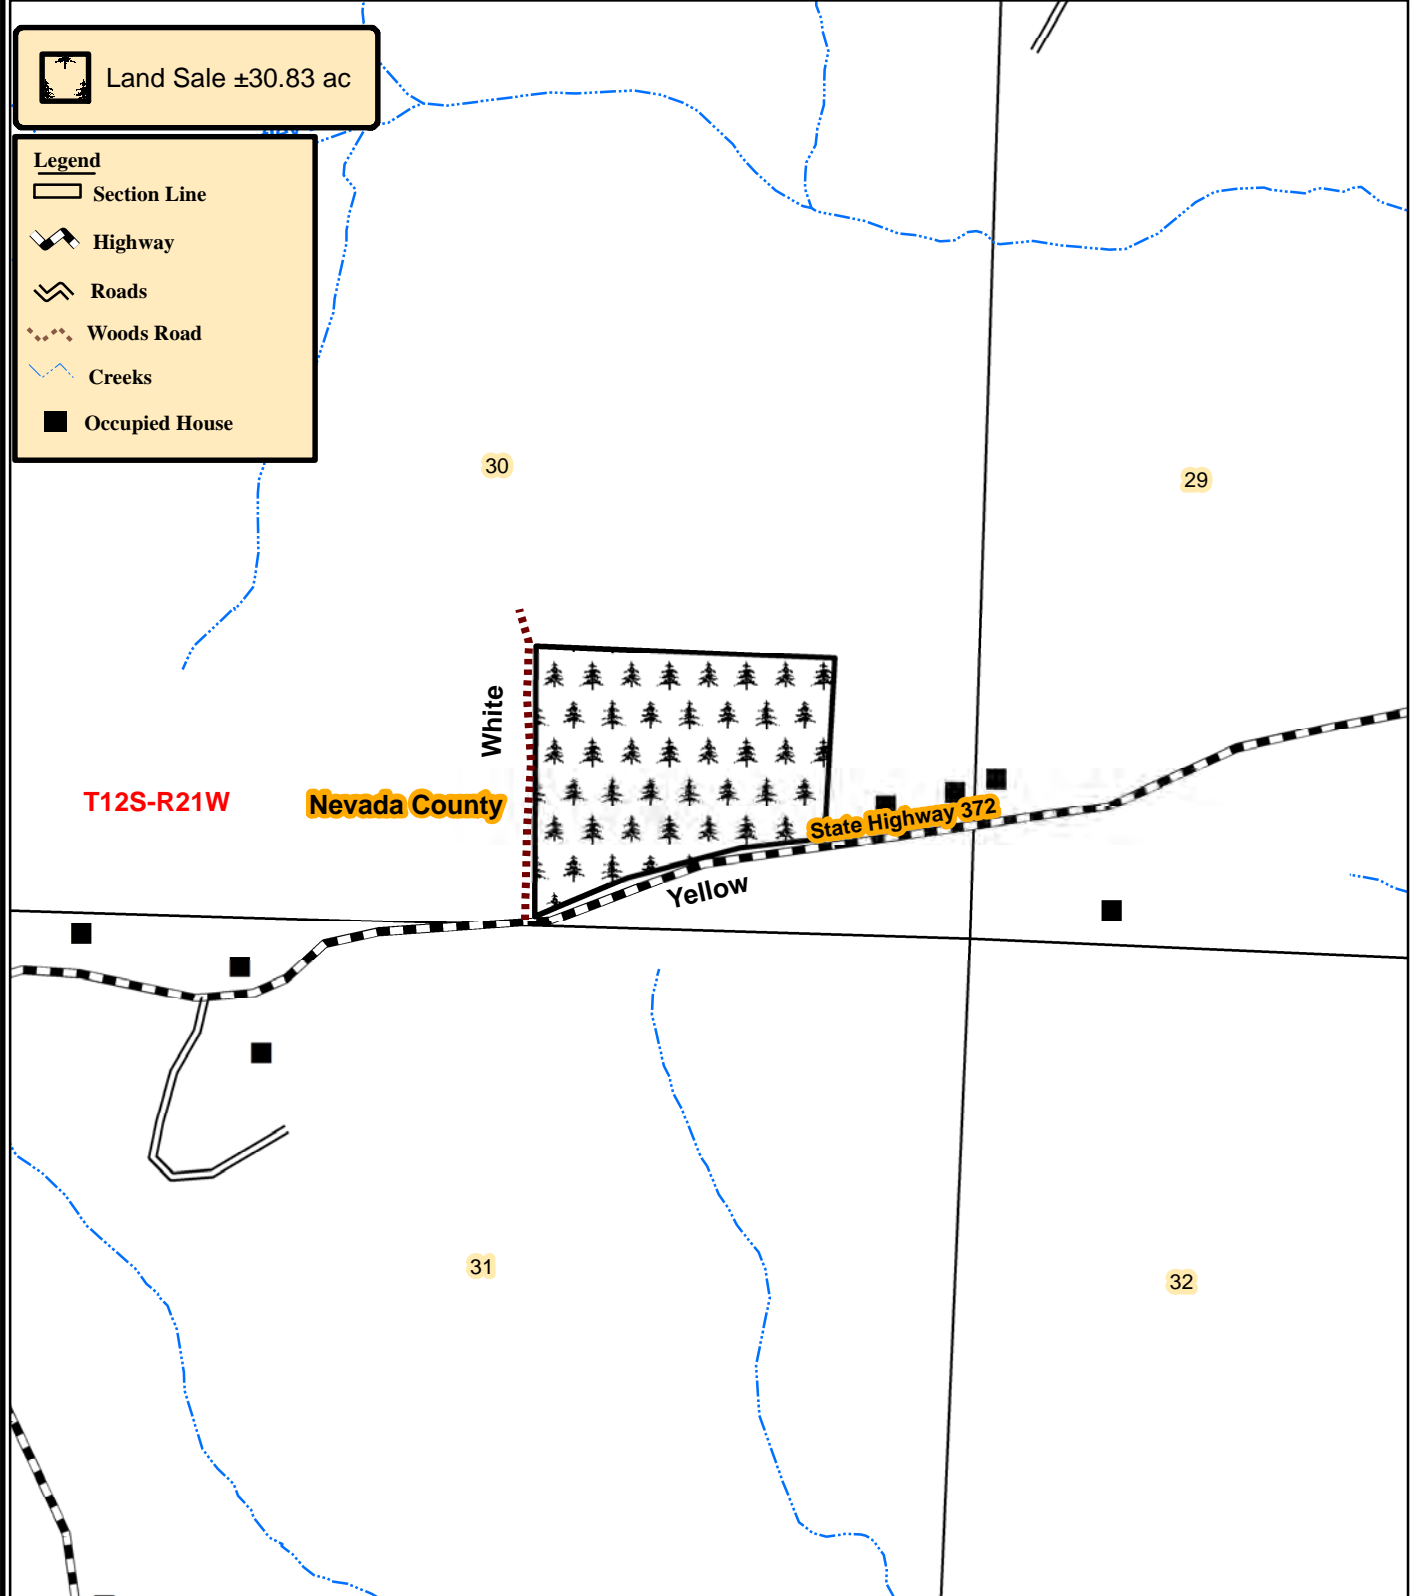 Land Sale ±30.83 ac
Legend
Section Line
Highway
Roads
Woods Road
Creeks
Occupied House
30
29
White
T12S-R21W
Nevada County
State Highway 372
Yellow
31
32